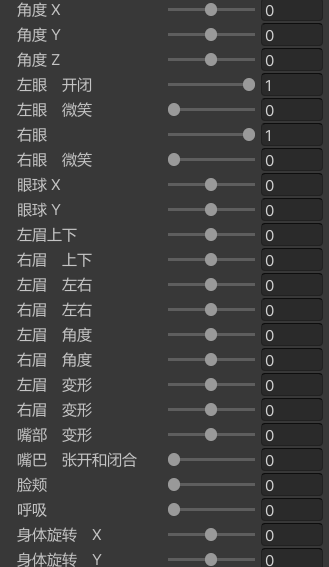 角度 X 0
角度 Y 0
角度 Z 0
左眼　开闭 1
左眼　微笑 0
右眼 1
右眼　微笑 0
眼球 X 0
眼球 Y 0
左眉上下 0
右眉　上下 0
左眉　左右 0
右眉　左右 0
左眉　角度 0
右眉　角度 0
左眉　变形 0
右眉　变形 0
嘴部　变形 0
嘴巴　张开和闭合 0
脸颊 0
呼吸 0
身体旋转　X 0
身体旋转　Y 0